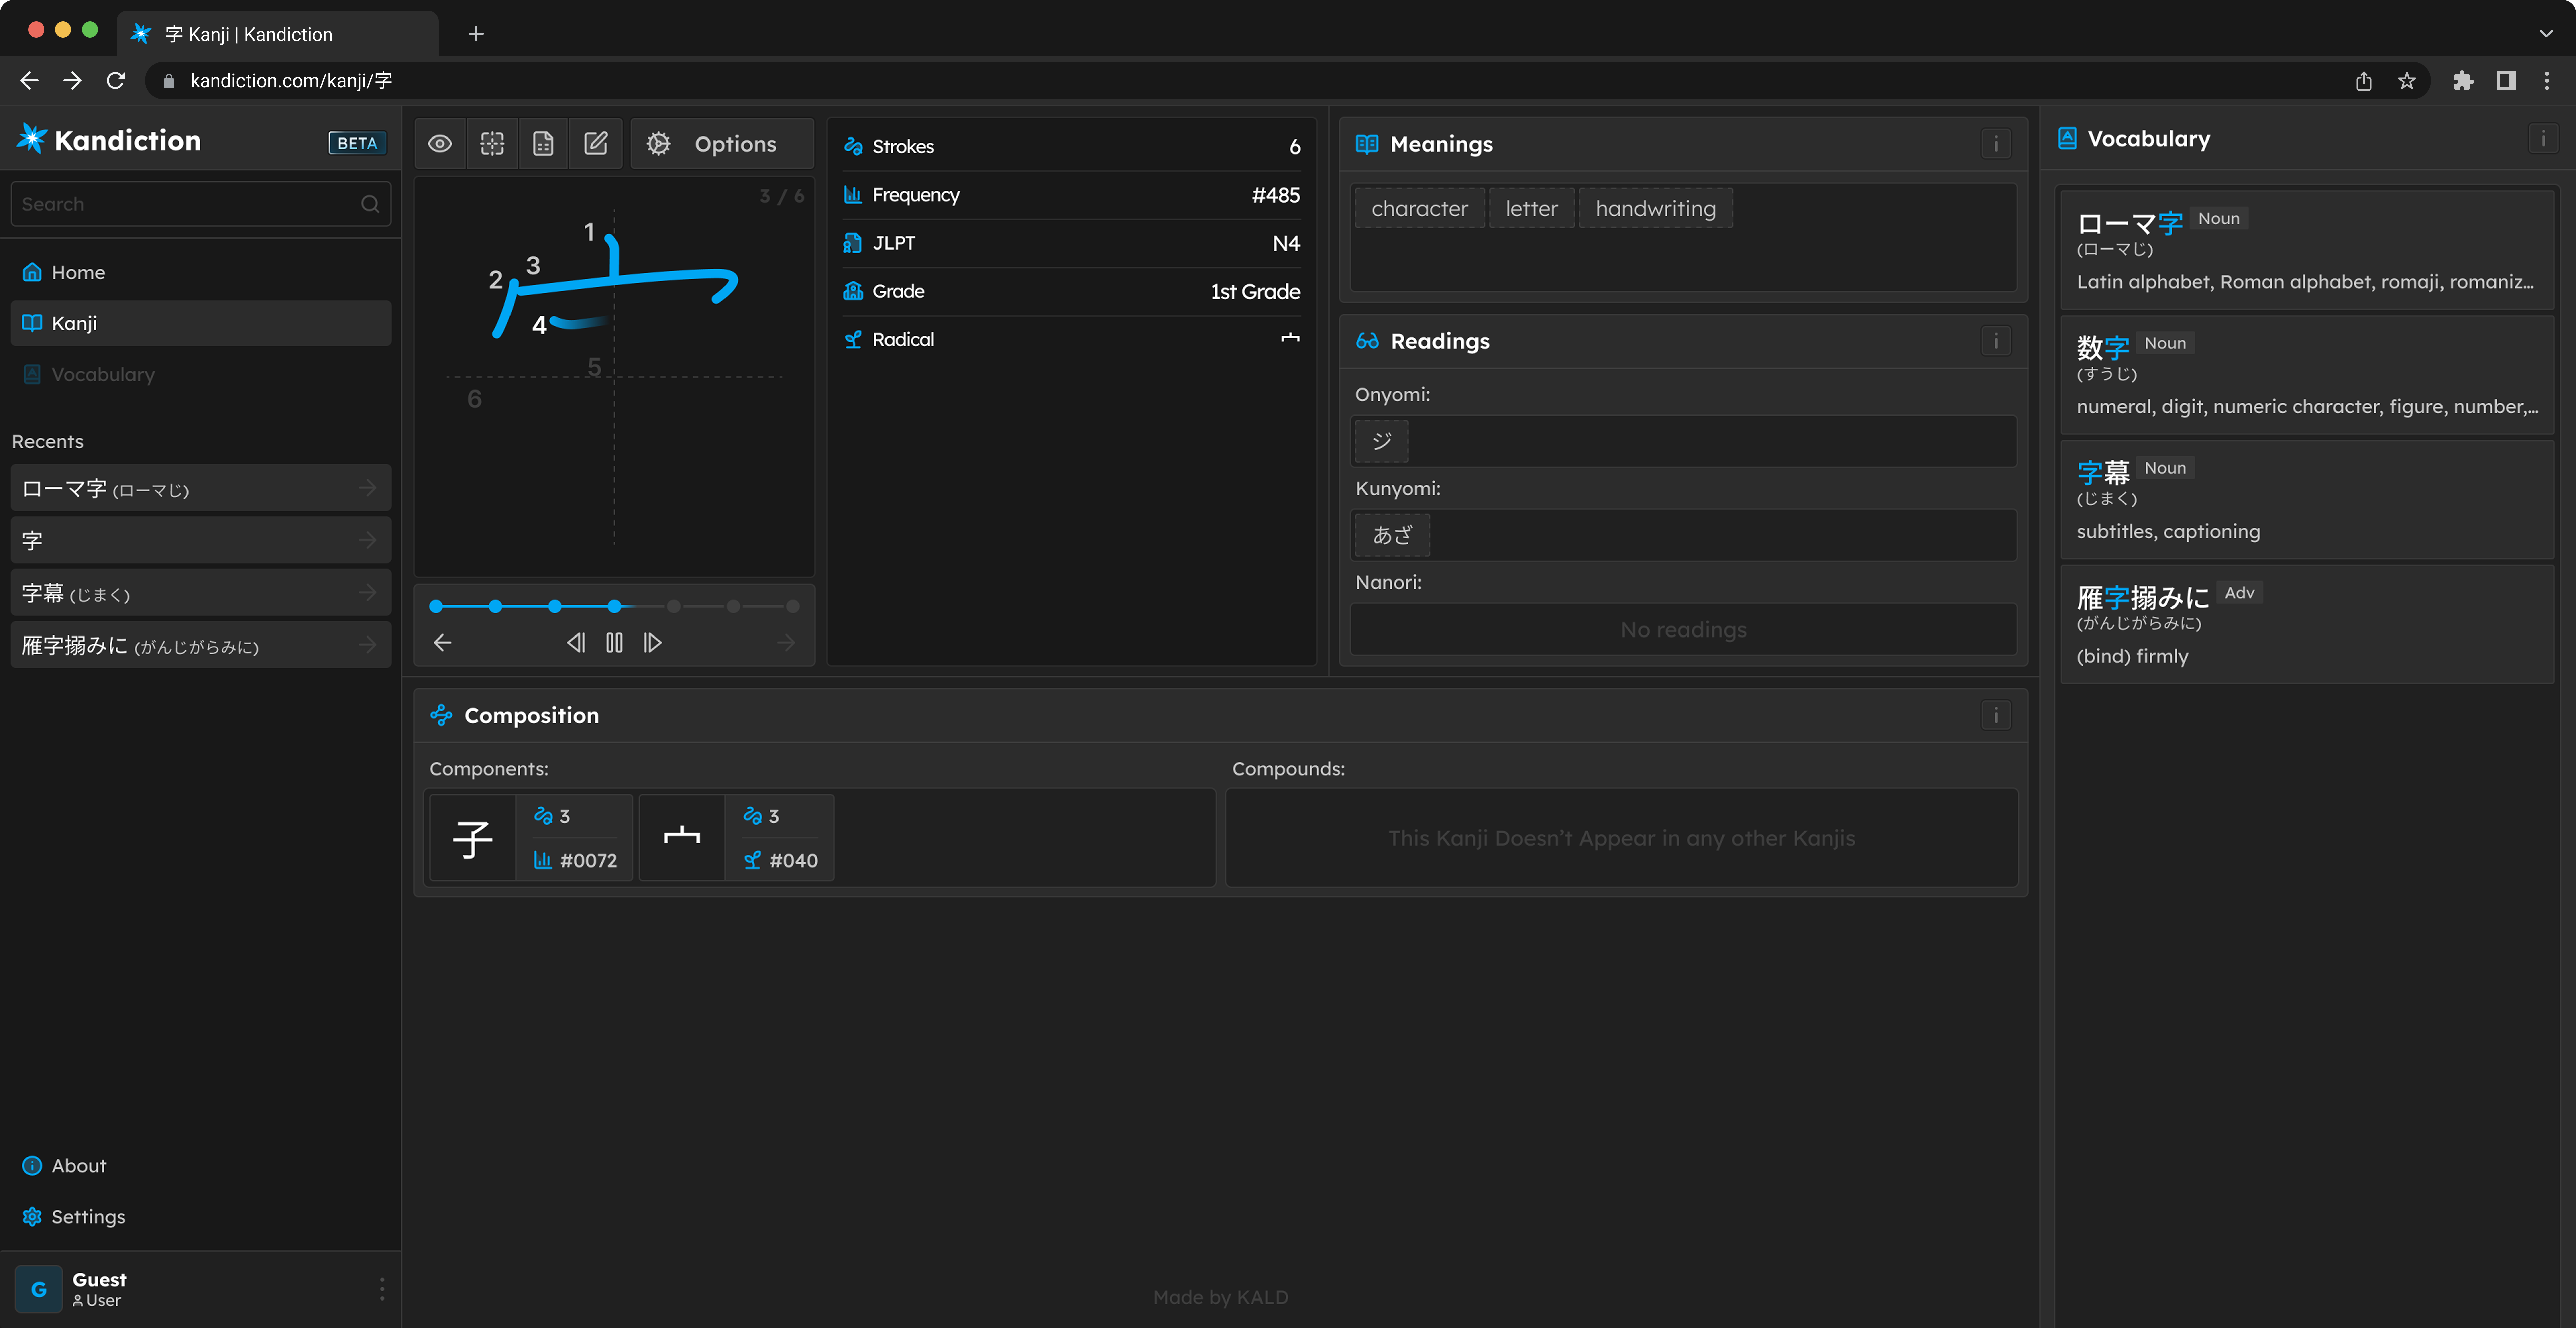 字 Kanji | Kandiction
kandiction.com/kanji/字
Kandiction BETA
Search
Home
Kanji
Vocabulary
Recents
ローマ字 (ローマじ)
字
字幕 (じまく)
雁字搦みに (がんじがらみに)
About
Settings
G
Guest
User
Options
3 / 6
1
2
3
4
5
6
Strokes 6
Frequency #485
JLPT N4
Grade 1st Grade
Radical 宀
Meanings
character letter handwriting
Readings
Onyomi:
ジ
Kunyomi:
あざ
Nanori:
No readings
Composition
Components:
子 3 #0072
宀 3 #040
Compounds:
This Kanji Doesn’t Appear in any other Kanjis
Made by KALD
Vocabulary
ローマ字 Noun
(ローマじ)
Latin alphabet, Roman alphabet, romaji, romaniz...
数字 Noun
(すうじ)
numeral, digit, numeric character, figure, number,...
字幕 Noun
(じまく)
subtitles, captioning
雁字搦みに Adv
(がんじがらみに)
(bind) firmly